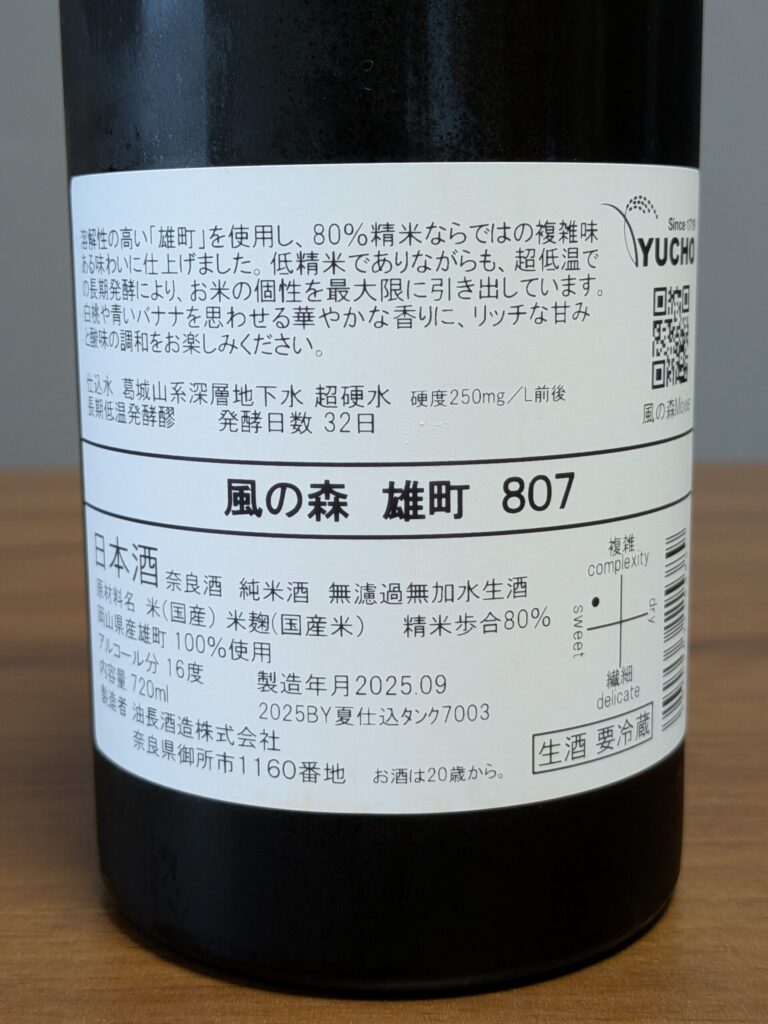 溶解性の高い「雄町」を使用し、80%精米ならではの複雑味
ある味わいに仕上げました。低精米でありながらも、超低温で
の長期発酵により、お米の個性を最大限に引き出しています。
白桃や青いバナナを思わせる華やかな香りに、リッチな甘み
と酸味の調和をお楽しみください。
Since 1719
YUCHO
風の森Movie
仕込水 葛城山系深層地下水 超硬水 硬度250mg/L前後
長期低温発酵醪 発酵日数 32日
風の森 雄町 807
日本酒 奈良酒 純米酒 無濾過無加水生酒
原材料名 米(国産) 米麹(国産米) 精米歩合80%
岡山県産雄町 100%使用
アルコール分 16度
内容量 720ml
製造年月2025.09
2025BY夏仕込タンク7003
製造者 油長酒造株式会社
奈良県御所市1160番地 お酒は20歳から。
複雑
complexity
sweet
dry
繊細
delicate
生酒 要冷蔵